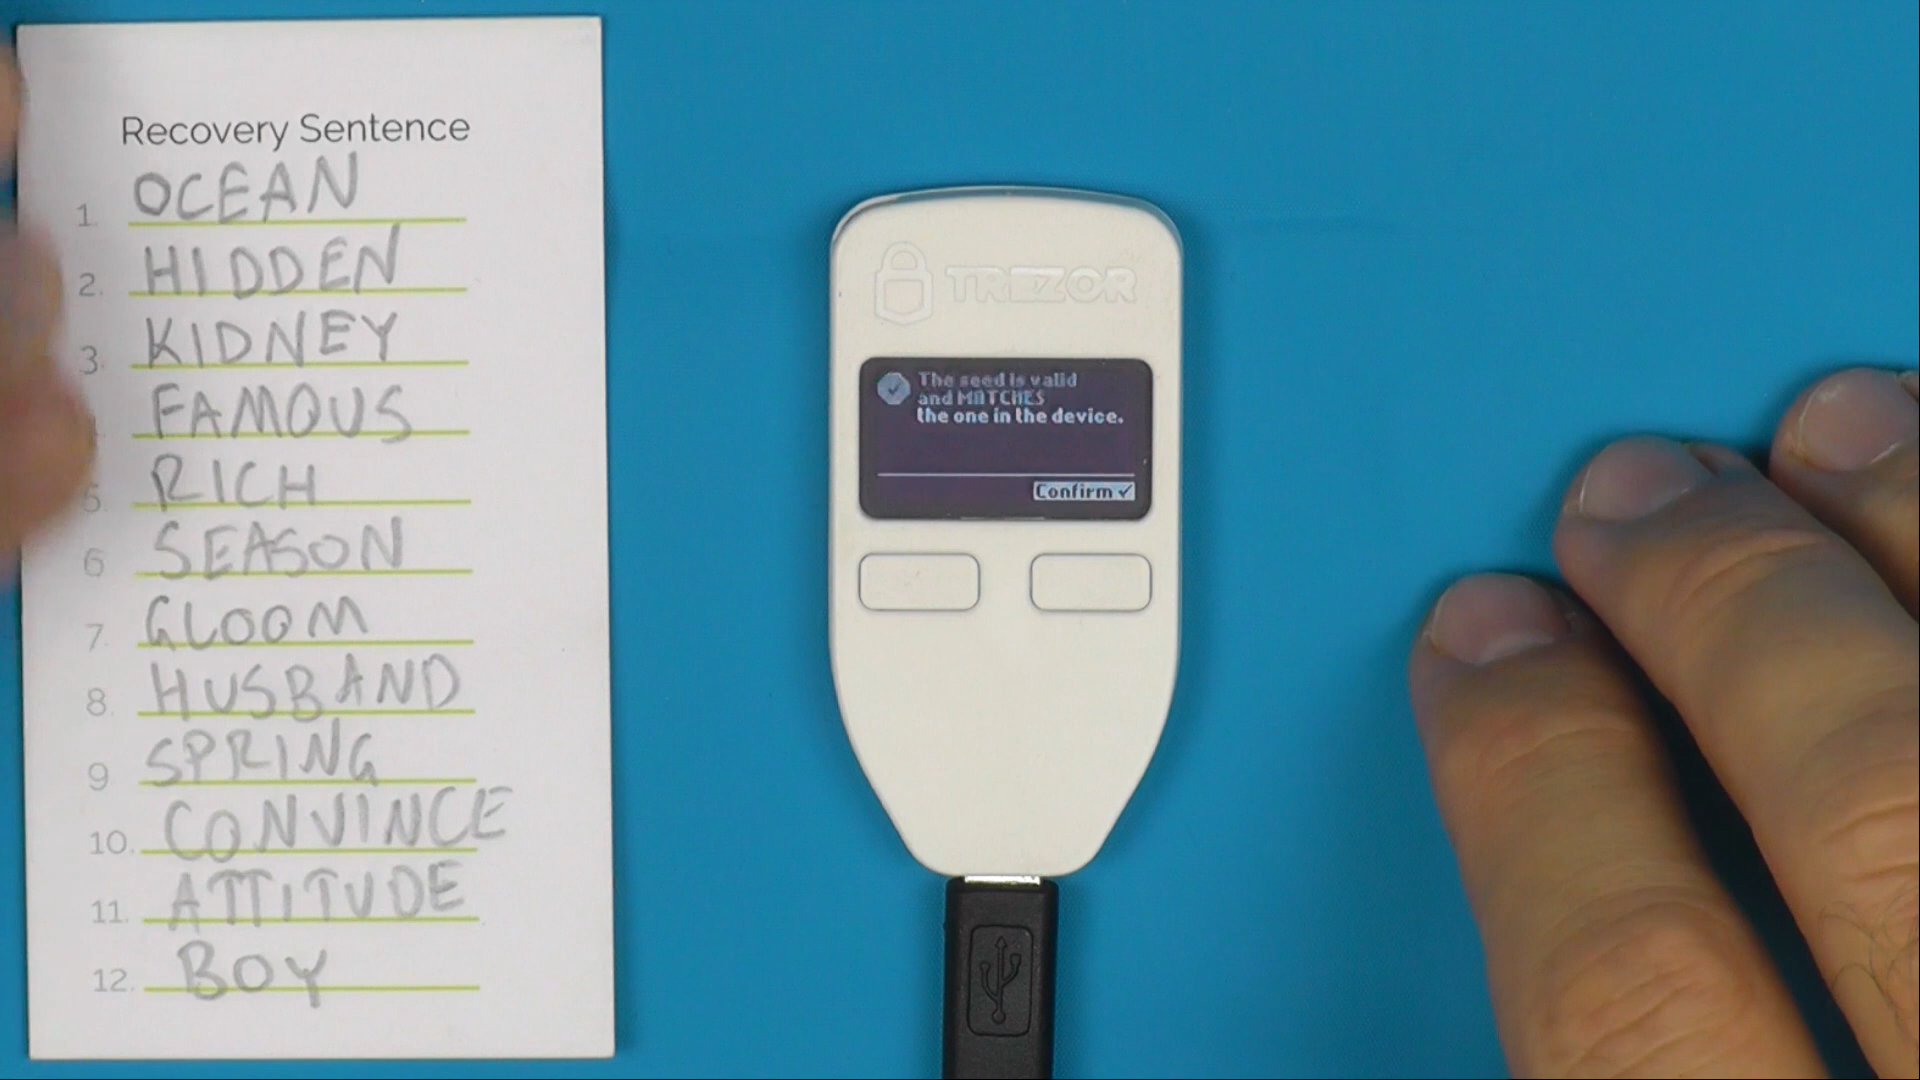 Recovery Sentence
1. OCEAN
2. HIDDEN
3. KIDNEY
FAMOUS
5 RICH
6 SEASON
7. GLOOM
8. HUSBAND
9 SPRING
10. CONVINCE
11. ATTITUDE
12. BOY
TREZOR
The seed is valid
and MATCHES
the one in the device.
Confirm ✓